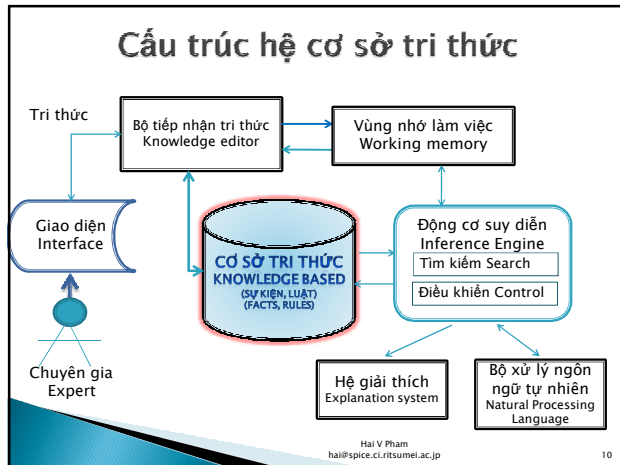 Cấu trúc hệ cơ sở tri thức
Tri thức
Bộ tiếp nhận tri thức
Knowledge editor
Vùng nhớ làm việc
Working memory
Giao diện
Interface
CƠ SỞ TRI THỨC
KNOWLEDGE BASED
(SỰ KIỆN, LUẬT)
(FACTS, RULES)
Động cơ suy diễn
Inference Engine
Tìm kiếm Search
Điều khiển Control
Chuyên gia
Expert
Hệ giải thích
Explanation system
Bộ xử lý ngôn
ngữ tự nhiên
Natural Processing
Language
Hai V Pham
hai@spice.ci.ritsumei.ac.jp
10